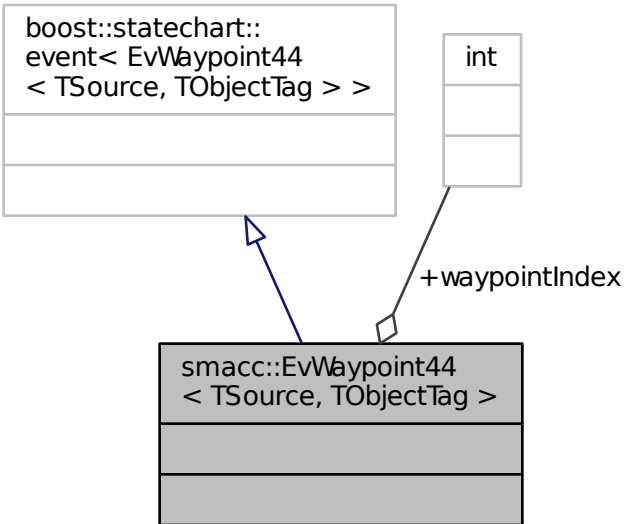 boost::statechart::
event< EvWaypoint44
< TSource, TObjectTag > >
int
+waypointIndex
smacc::EvWaypoint44
< TSource, TObjectTag >